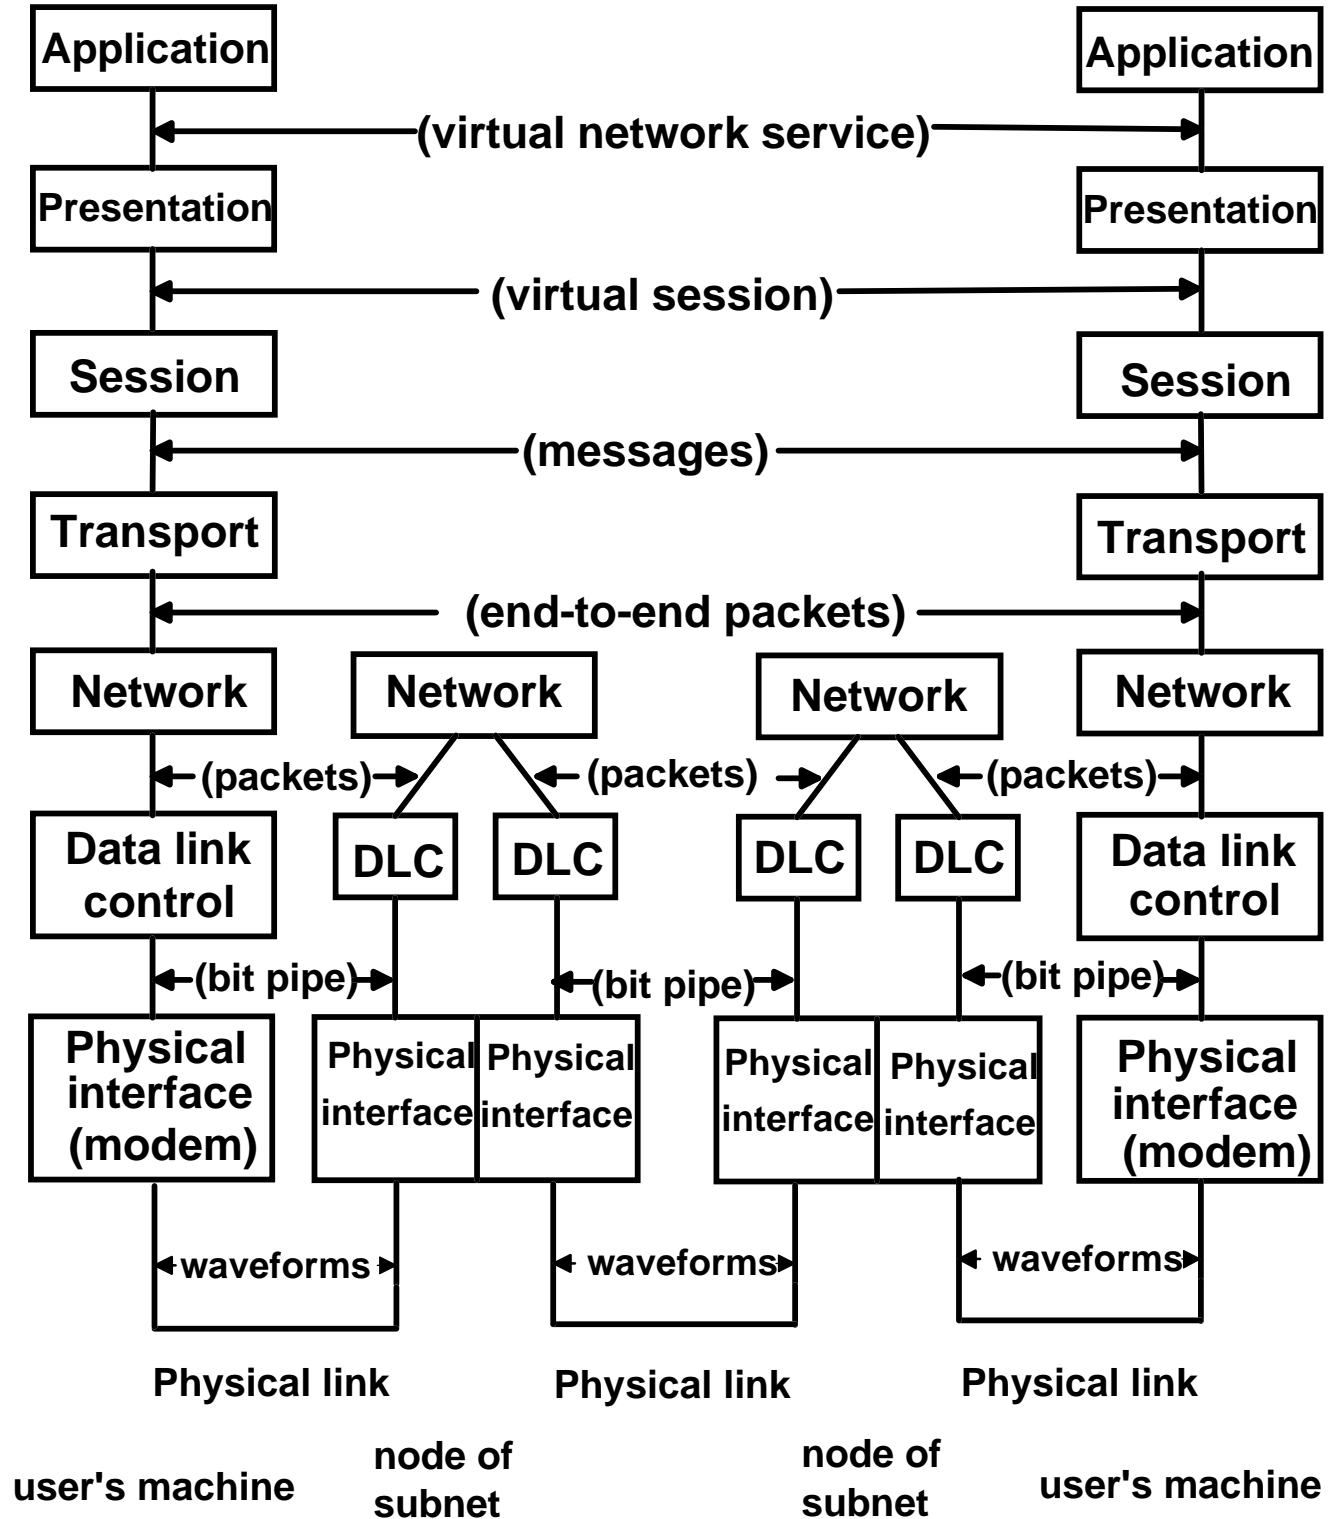 Application
Application
(virtual network service)
Presentation
Presentation
(virtual session)
Session
Session
(messages)
Transport
Transport
(end-to-end packets)
Network
Network
Network
Network
(packets)
(packets)
(packets)
Data link
control
DLC
DLC
DLC
DLC
Data link
control
(bit pipe)
(bit pipe)
(bit pipe)
Physical
interface
(modem)
Physical
interface
Physical
interface
Physical
interface
Physical
interface
Physical
interface
(modem)
waveforms
waveforms
waveforms
Physical link
Physical link
Physical link
user's machine
node of
subnet
node of
subnet
user's machine